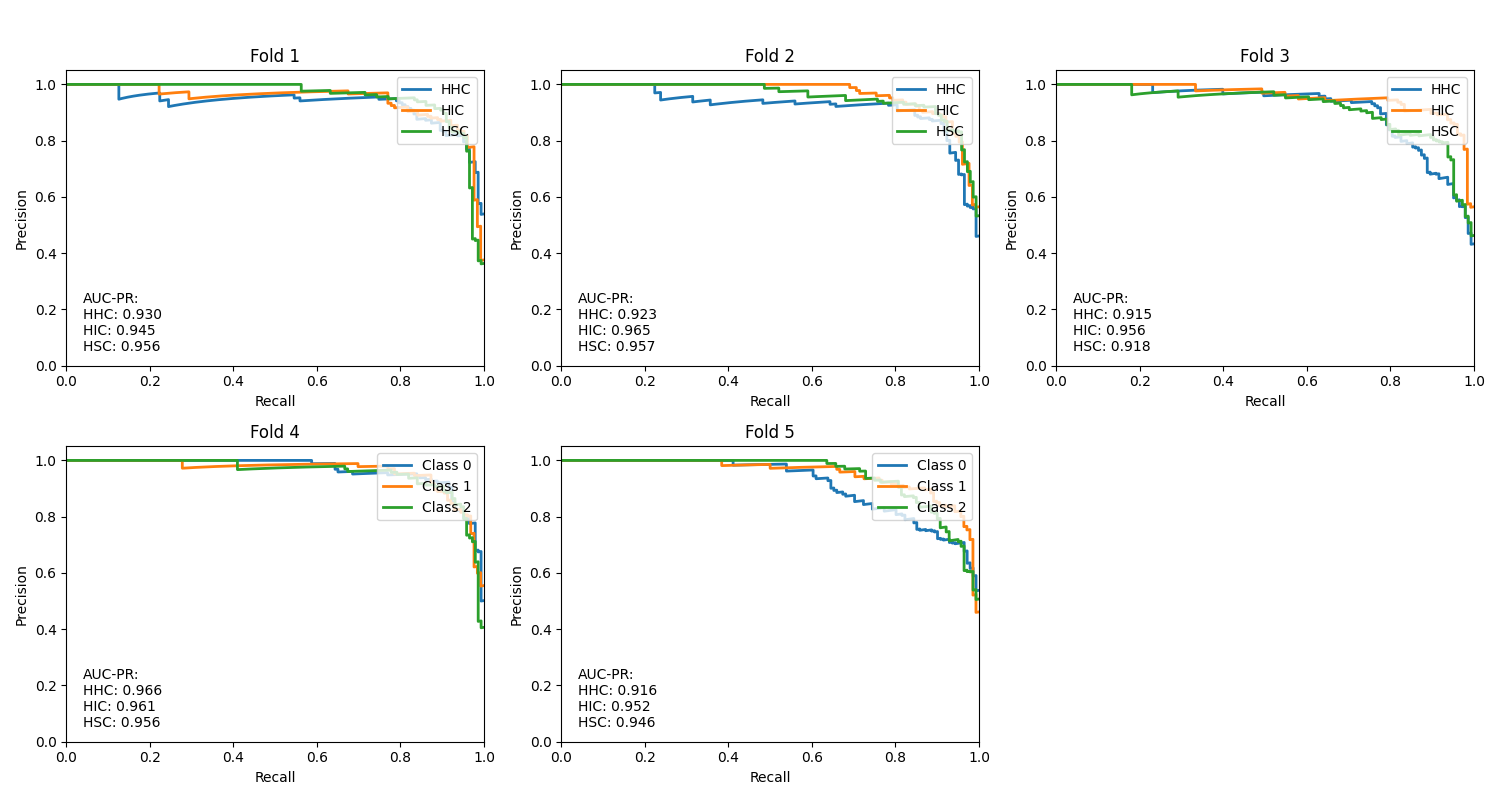 Fold 1
1.0
0.8
0.6
0.4
0.2
0.0
Precision
HHC
HIC
HSC
AUC-PR:
HHC: 0.930
HIC: 0.945
HSC: 0.956
0.0 0.2 0.4 0.6 0.8 1.0
Recall
Fold 2
1.0
0.8
0.6
0.4
0.2
0.0
Precision
HHC
HIC
HSC
AUC-PR:
HHC: 0.923
HIC: 0.965
HSC: 0.957
0.0 0.2 0.4 0.6 0.8 1.0
Recall
Fold 3
1.0
0.8
0.6
0.4
0.2
0.0
Precision
HHC
HIC
HSC
AUC-PR:
HHC: 0.915
HIC: 0.956
HSC: 0.918
0.0 0.2 0.4 0.6 0.8 1.0
Recall
Fold 4
1.0
0.8
0.6
0.4
0.2
0.0
Precision
Class 0
Class 1
Class 2
AUC-PR:
HHC: 0.966
HIC: 0.961
HSC: 0.956
0.0 0.2 0.4 0.6 0.8 1.0
Recall
Fold 5
1.0
0.8
0.6
0.4
0.2
0.0
Precision
Class 0
Class 1
Class 2
AUC-PR:
HHC: 0.916
HIC: 0.952
HSC: 0.946
0.0 0.2 0.4 0.6 0.8 1.0
Recall